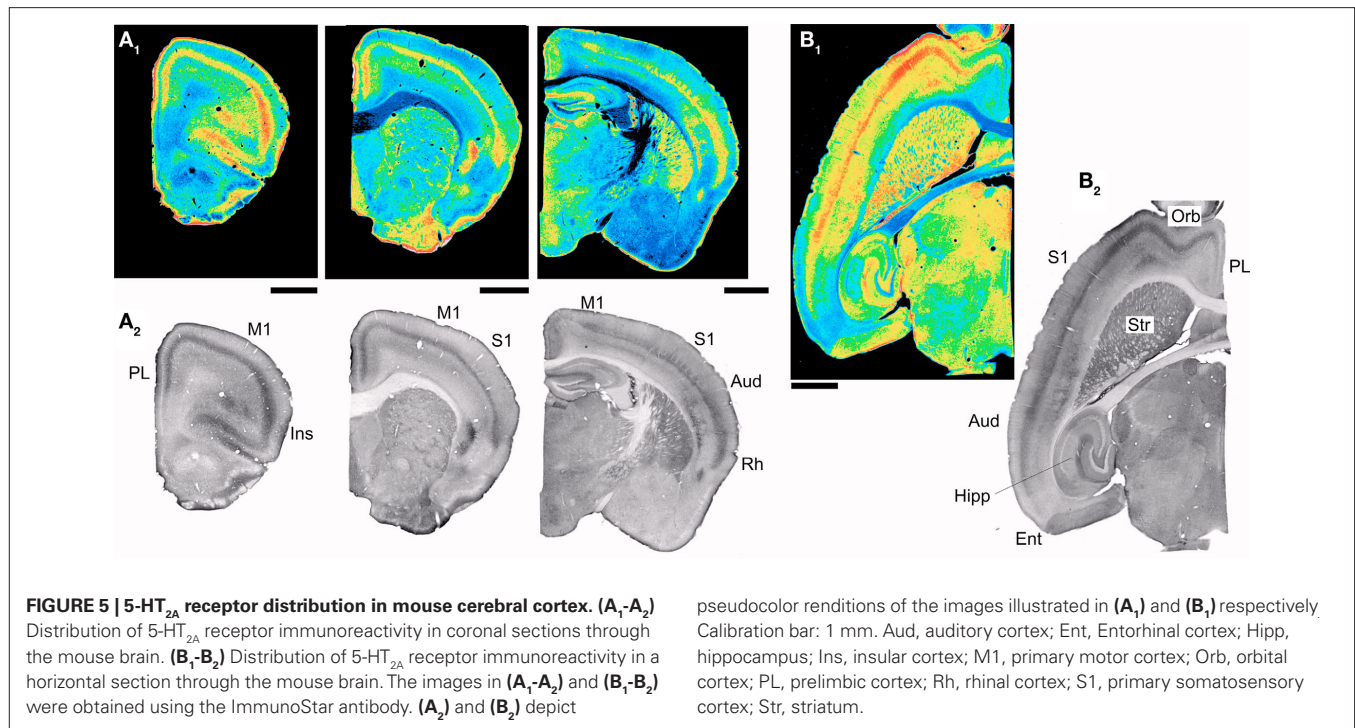 A1
B1
B2
Orb
S1
PL
Str
Aud
Hipp
Ent
A2
M1
PL
Ins
M1
S1
M1
S1
Aud
Rh
FIGURE 5 | 5-HT2A receptor distribution in mouse cerebral cortex. (A1-A2)
Distribution of 5-HT2A receptor immunoreactivity in coronal sections through
the mouse brain. (B1-B2) Distribution of 5-HT2A receptor immunoreactivity in a
horizontal section through the mouse brain. The images in (A1-A2) and (B1-B2)
were obtained using the ImmunoStar antibody. (A2) and (B2) depict
pseudocolor renditions of the images illustrated in (A1) and (B1) respectively
Calibration bar: 1 mm. Aud, auditory cortex; Ent, Entorhinal cortex; Hipp,
hippocampus; Ins, insular cortex; M1, primary motor cortex; Orb, orbital
cortex; PL, prelimbic cortex; Rh, rhinal cortex; S1, primary somatosensory
cortex; Str, striatum.